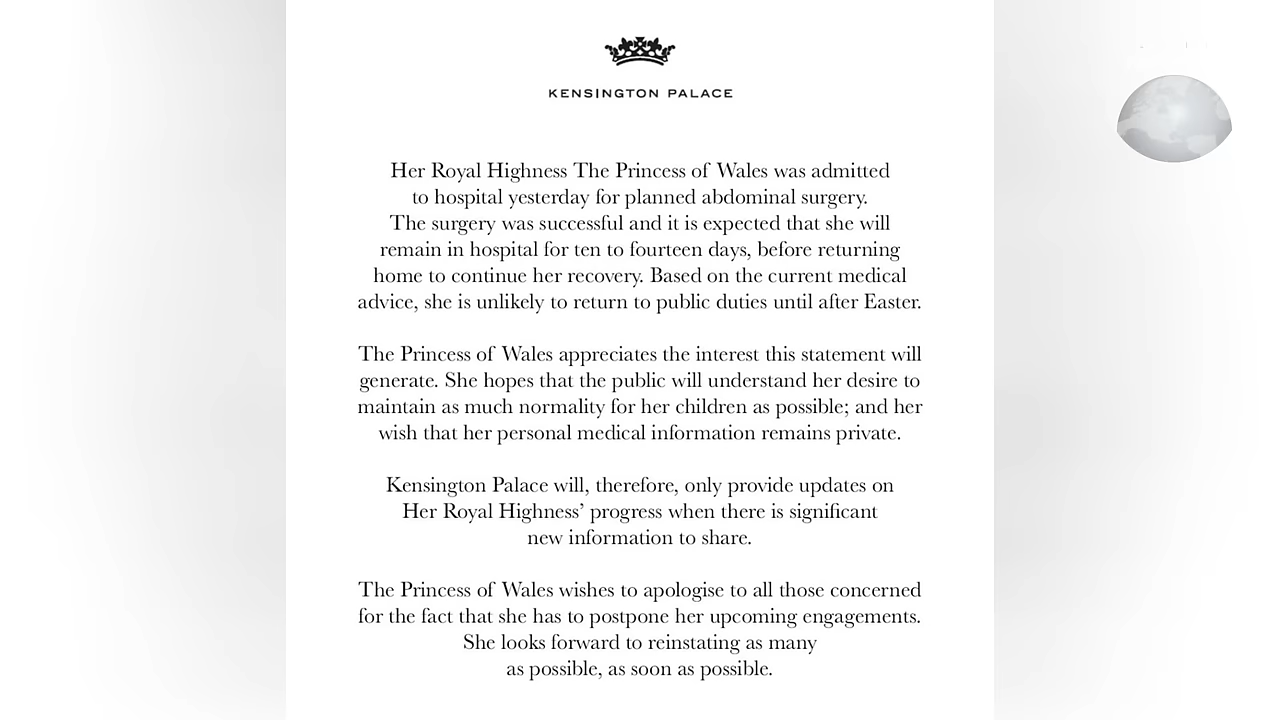 KENSINGTON PALACE
Her Royal Highness The Princess of Wales was admitted
to hospital yesterday for planned abdominal surgery.
The surgery was successful and it is expected that she will
remain in hospital for ten to fourteen days, before returning
home to continue her recovery. Based on the current medical
advice, she is unlikely to return to public duties until after Easter.
The Princess of Wales appreciates the interest this statement will
generate. She hopes that the public will understand her desire to
maintain as much normality for her children as possible; and her
wish that her personal medical information remains private.
Kensington Palace will, therefore, only provide updates on
Her Royal Highness’ progress when there is significant
new information to share.
The Princess of Wales wishes to apologise to all those concerned
for the fact that she has to postpone her upcoming engagements.
She looks forward to reinstating as many
as possible, as soon as possible.